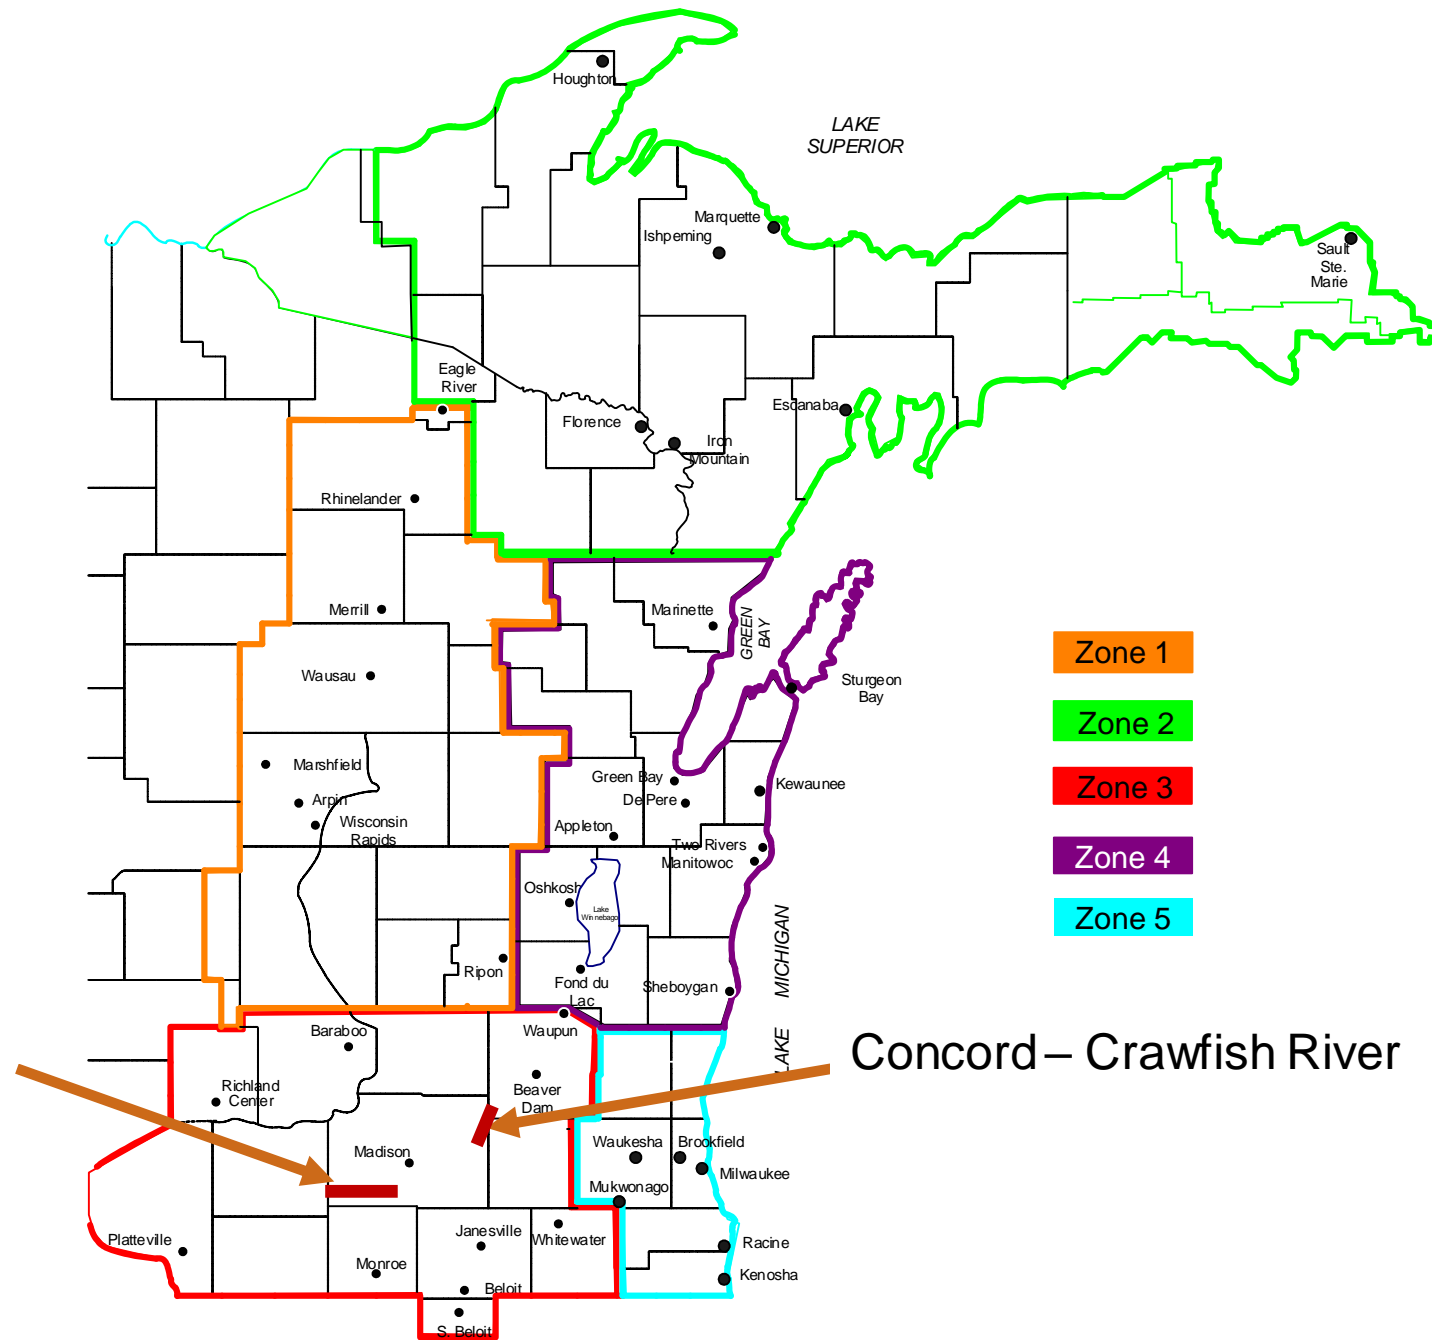 Houghton
LAKE
SUPERIOR
Marquette
Ishpeming
Sault
Ste.
Marie
Eagle
River
Escanaba
Florence
Iron
Mountain
Rhinelander
Merrill
Marinette
GREEN
BAY
Wausau
Sturgeon
Bay
Zone 1
Zone 2
Zone 3
Zone 4
Zone 5
Marshfield
Arpin
Wisconsin
Rapids
Green Bay
De Pere
Kewaunee
Appleton
Two Rivers
Manitowoc
Oshkosh
Lake
Winnebago
Ripon
Fond du
Lac
Sheboygan
LAKE MICHIGAN
Waupun
Baraboo
Concord – Crawfish River
Beaver
Dam
Richland
Center
Madison
Waukesha
Brookfield
Milwaukee
Mukwonago
Platteville
Janesville
Whitewater
Racine
Monroe
Kenosha
Beloit
S. Beloit